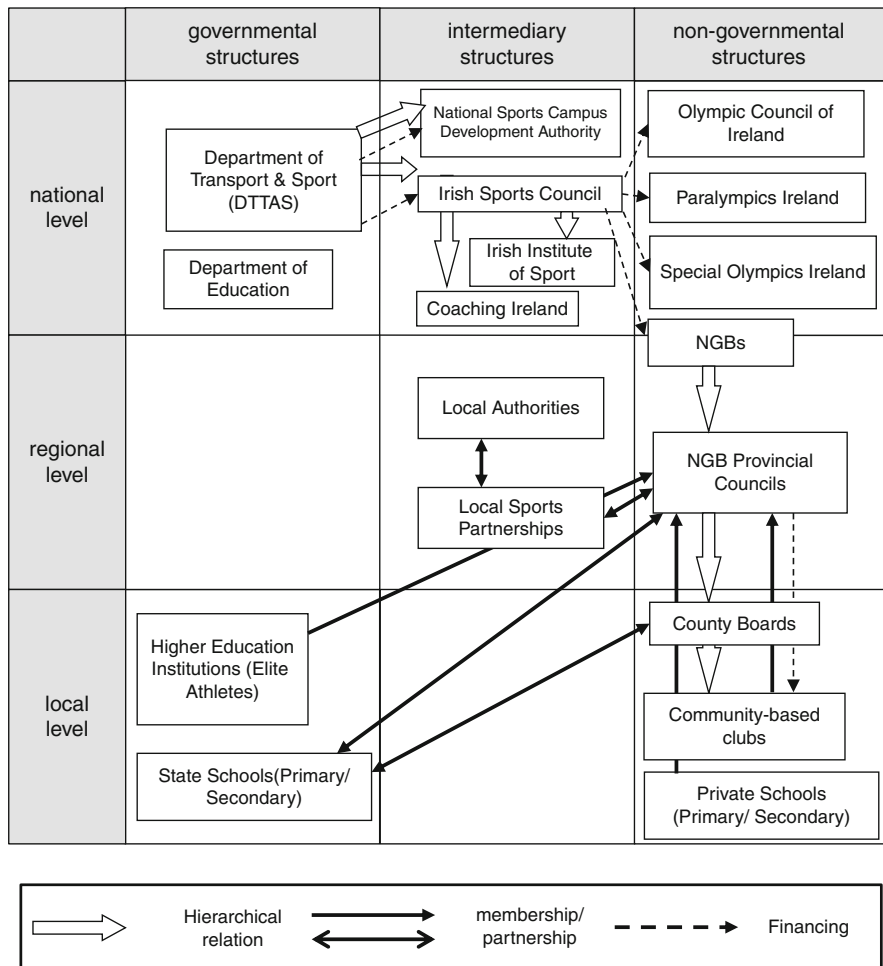 governmental
structures
intermediary
structures
non-governmental
structures
national
level
Department of
Transport & Sport
(DTTAS)
Department of
Education
National Sports Campus
Development Authority
Irish Sports Council
Irish Institute
of Sport
Coaching Ireland
Olympic Council of
Ireland
Paralympics Ireland
Special Olympics Ireland
NGBs
regional
level
Local Authorities
Local Sports
Partnerships
NGB Provincial
Councils
local
level
Higher Education
Institutions (Elite
Athletes)
State Schools(Primary/
Secondary)
County Boards
Community-based
clubs
Private Schools
(Primary/ Secondary)
Hierarchical
relation
membership/
partnership
Financing